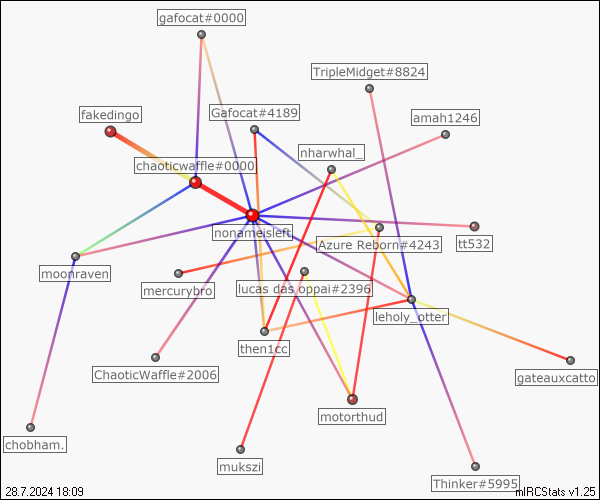 gafocat#0000
TripleMidget#8824
fakedingo
Gafocat#4189
amah1246
nharwhal_
chaoticwaffle#0000
nonameisleft
Azure Reborn#4243
tt532
moonraven
mercurybro
lucas das oppai#2396
leholy_otter
then1cc
ChaoticWaffle#2006
gateauxcatto
motorthud
chobham.
mukszi
Thinker#5995
28.7.2024 18:09
mIRCStats v1.25